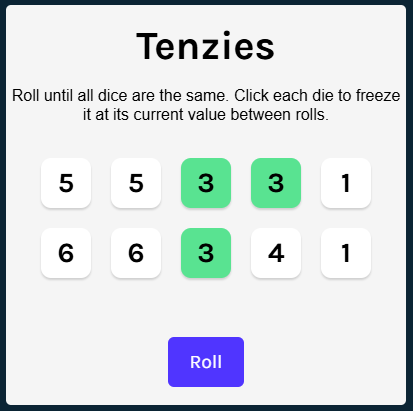 Tenzies
Roll until all dice are the same. Click each die to freeze
it at its current value between rolls.
5 5 3 3 1
6 6 3 4 1
Roll